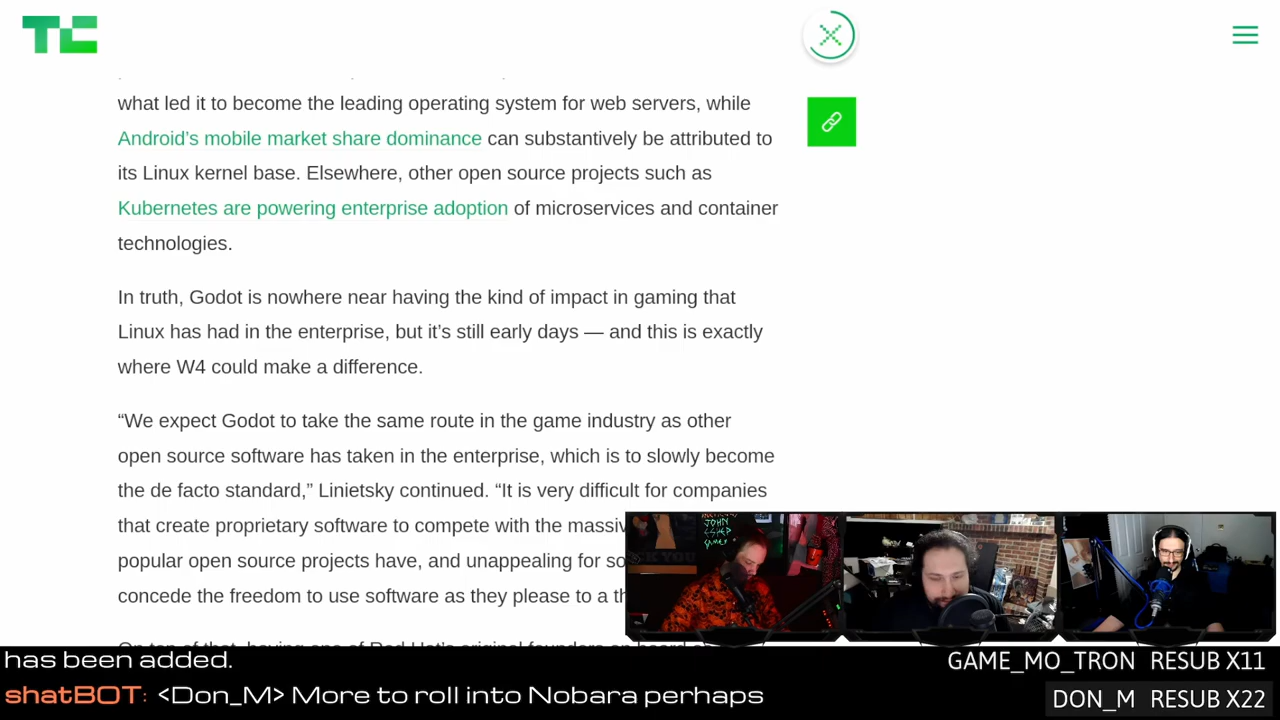 TC
what led it to become the leading operating system for web servers, while
Android’s mobile market share dominance can substantively be attributed to
its Linux kernel base. Elsewhere, other open source projects such as
Kubernetes are powering enterprise adoption of microservices and container
technologies.
In truth, Godot is nowhere near having the kind of impact in gaming that
Linux has had in the enterprise, but it’s still early days — and this is exactly
where W4 could make a difference.
“We expect Godot to take the same route in the game industry as other
open source software has taken in the enterprise, which is to slowly become
the de facto standard,” Linietsky continued. “It is very difficult for companies
that create proprietary software to compete with the
popular open source projects have, and unappealing for
concede the freedom to use software as they please to a
JOHN
has been added.
shatBOT: <Don_M> More to roll into Nobara perhaps
GAME_MO_TRON RESUB X11
DON_M RESUB X22